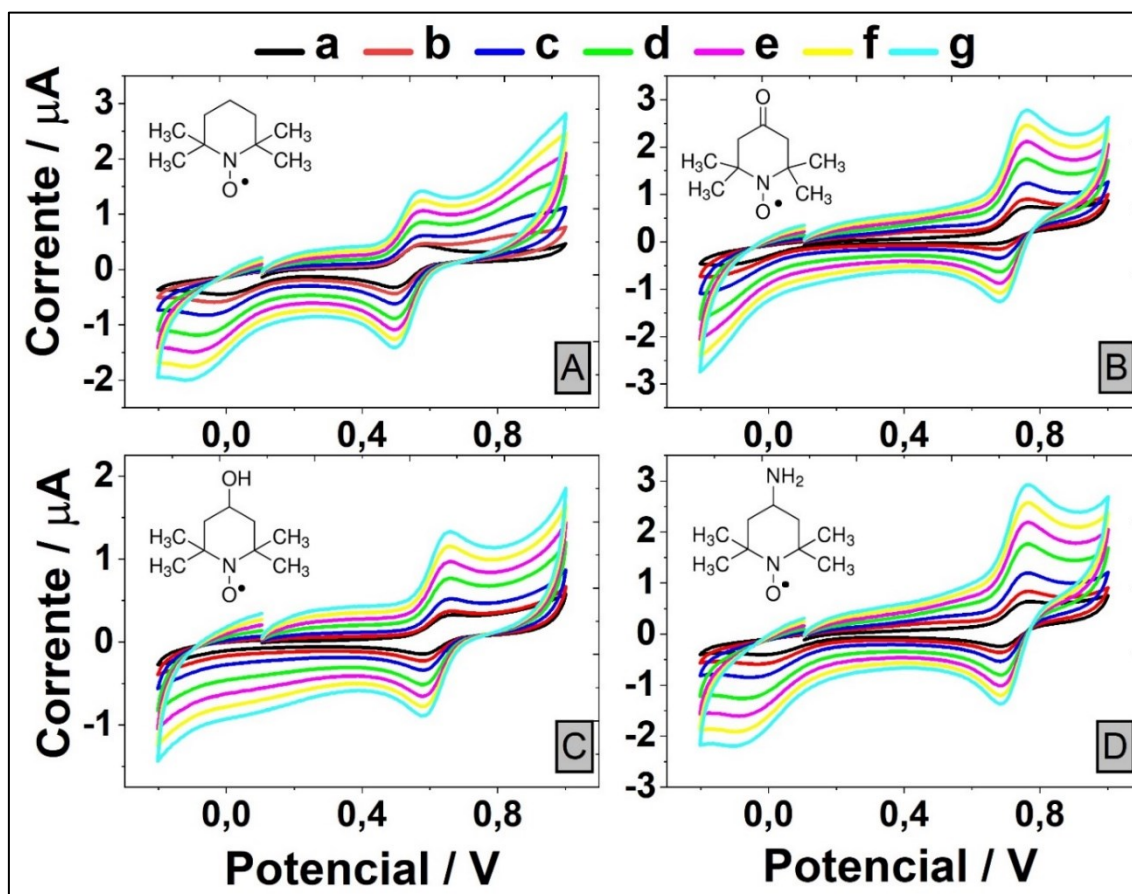 a b c d e f g
Corrente / μA
3
2
1
0
-1
-2
H₃C
H₃C
N
O•
CH₃
CH₃
A
0,0 0,4 0,8
3
2
1
0
-1
-2
-3
O
H₃C
H₃C
N
O•
CH₃
CH₃
B
0,0 0,4 0,8
Corrente / μA
2
1
0
-1
OH
H₃C
H₃C
N
O•
CH₃
CH₃
C
0,0 0,4 0,8
Potencial / V
3
2
1
0
-1
-2
-3
NH₂
H₃C
H₃C
N
O•
CH₃
CH₃
D
0,0 0,4 0,8
Potencial / V